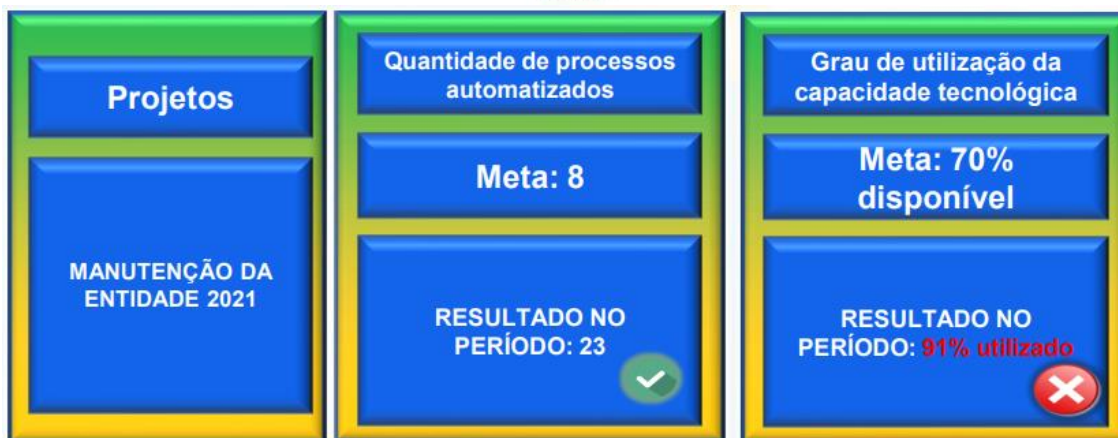 Projetos
MANUTENÇÃO DA
ENTIDADE 2021
Quantidade de processos
automatizados
Meta: 8
RESULTADO NO
PERÍODO: 23
Grau de utilização da
capacidade tecnológica
Meta: 70%
disponível
RESULTADO NO
PERÍODO: 91% utilizado